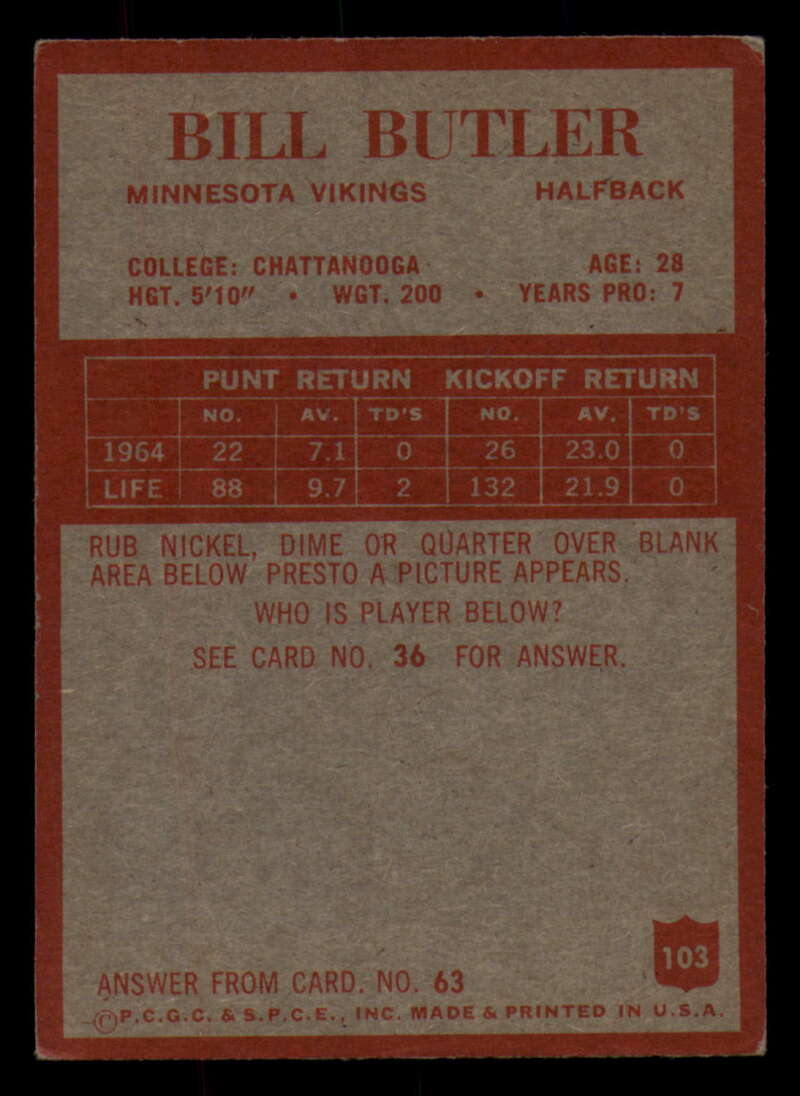 BILL BUTLER
MINNESOTA VIKINGS HALFBACK
COLLEGE: CHATTANOOGA AGE: 28
HGT. 5'10" • WGT. 200 • YEARS PRO: 7
PUNT RETURN KICKOFF RETURN
NO. AV. TD'S NO. AV. TD'S
1964 22 7.1 0 26 23.0 0
LIFE 88 9.7 2 132 21.9 0
RUB NICKEL, DIME OR QUARTER OVER BLANK
AREA BELOW PRESTO A PICTURE APPEARS.
WHO IS PLAYER BELOW?
SEE CARD NO. 36 FOR ANSWER.
103
ANSWER FROM CARD. NO. 63
©P.C.G.C. & S.P.C.E., INC. MADE & PRINTED IN U.S.A.